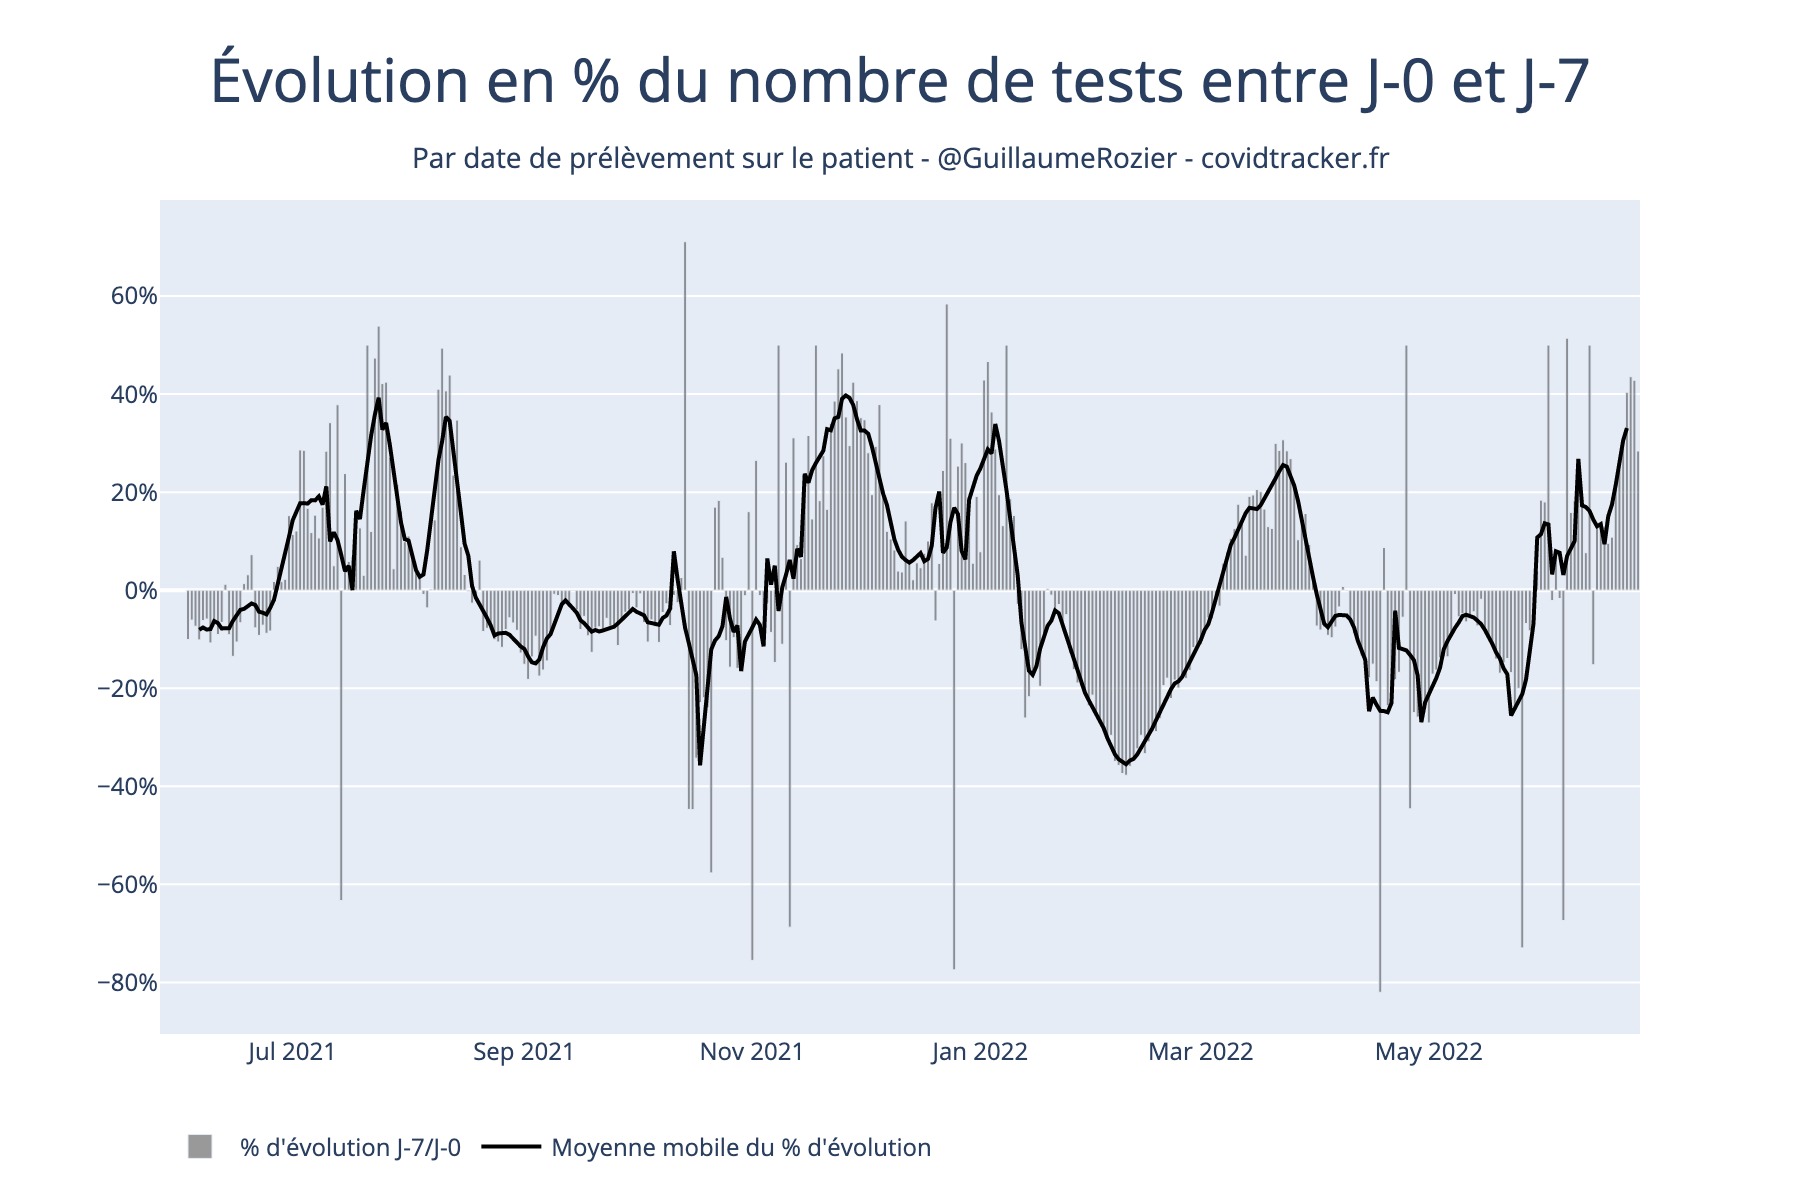 Évolution en % du nombre de tests entre J-0 et J-7
Par date de prélèvement sur le patient - @GuillaumeRozier - covidtracker.fr
60%
40%
20%
0%
−20%
−40%
−60%
−80%
Jul 2021 Sep 2021 Nov 2021 Jan 2022 Mar 2022 May 2022
% d'évolution J-7/J-0 Moyenne mobile du % d'évolution